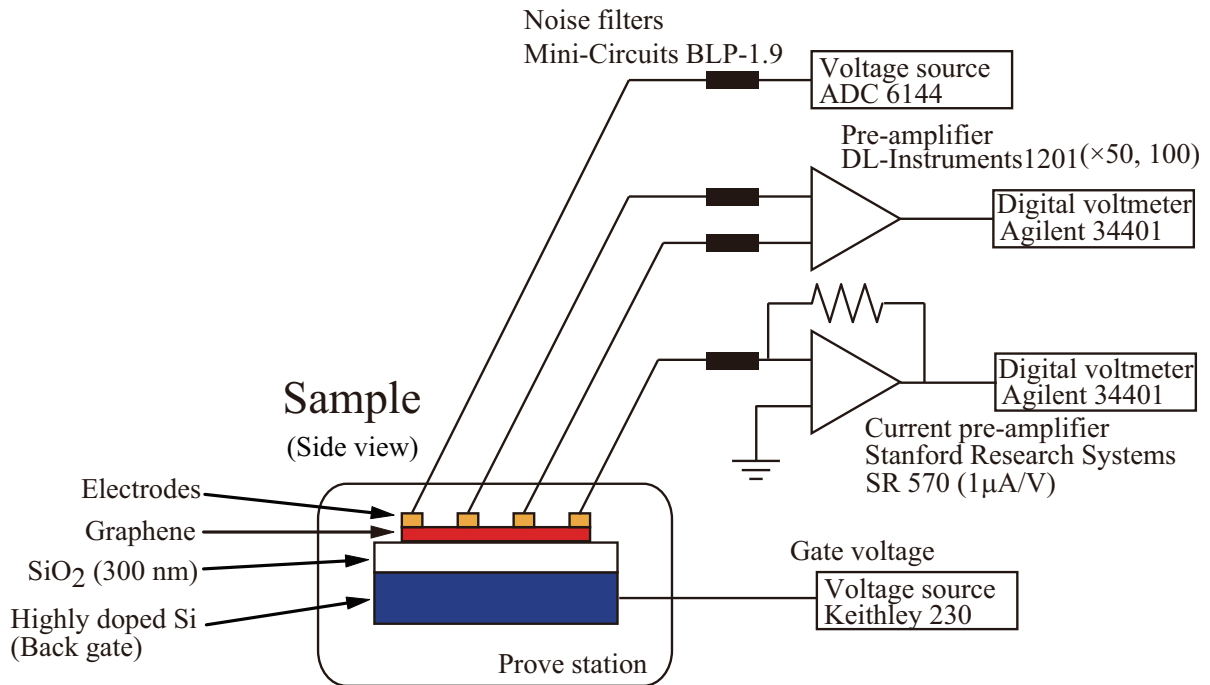 Noise filters
Mini-Circuits BLP-1.9
Voltage source
ADC 6144
Pre-amplifier
DL-Instruments1201(×50, 100)
Digital voltmeter
Agilent 34401
Digital voltmeter
Agilent 34401
Current pre-amplifier
Stanford Research Systems
SR 570 (1μA/V)
Sample
(Side view)
Electrodes
Graphene
SiO2 (300 nm)
Highly doped Si
(Back gate)
Gate voltage
Voltage source
Keithley 230
Prove station